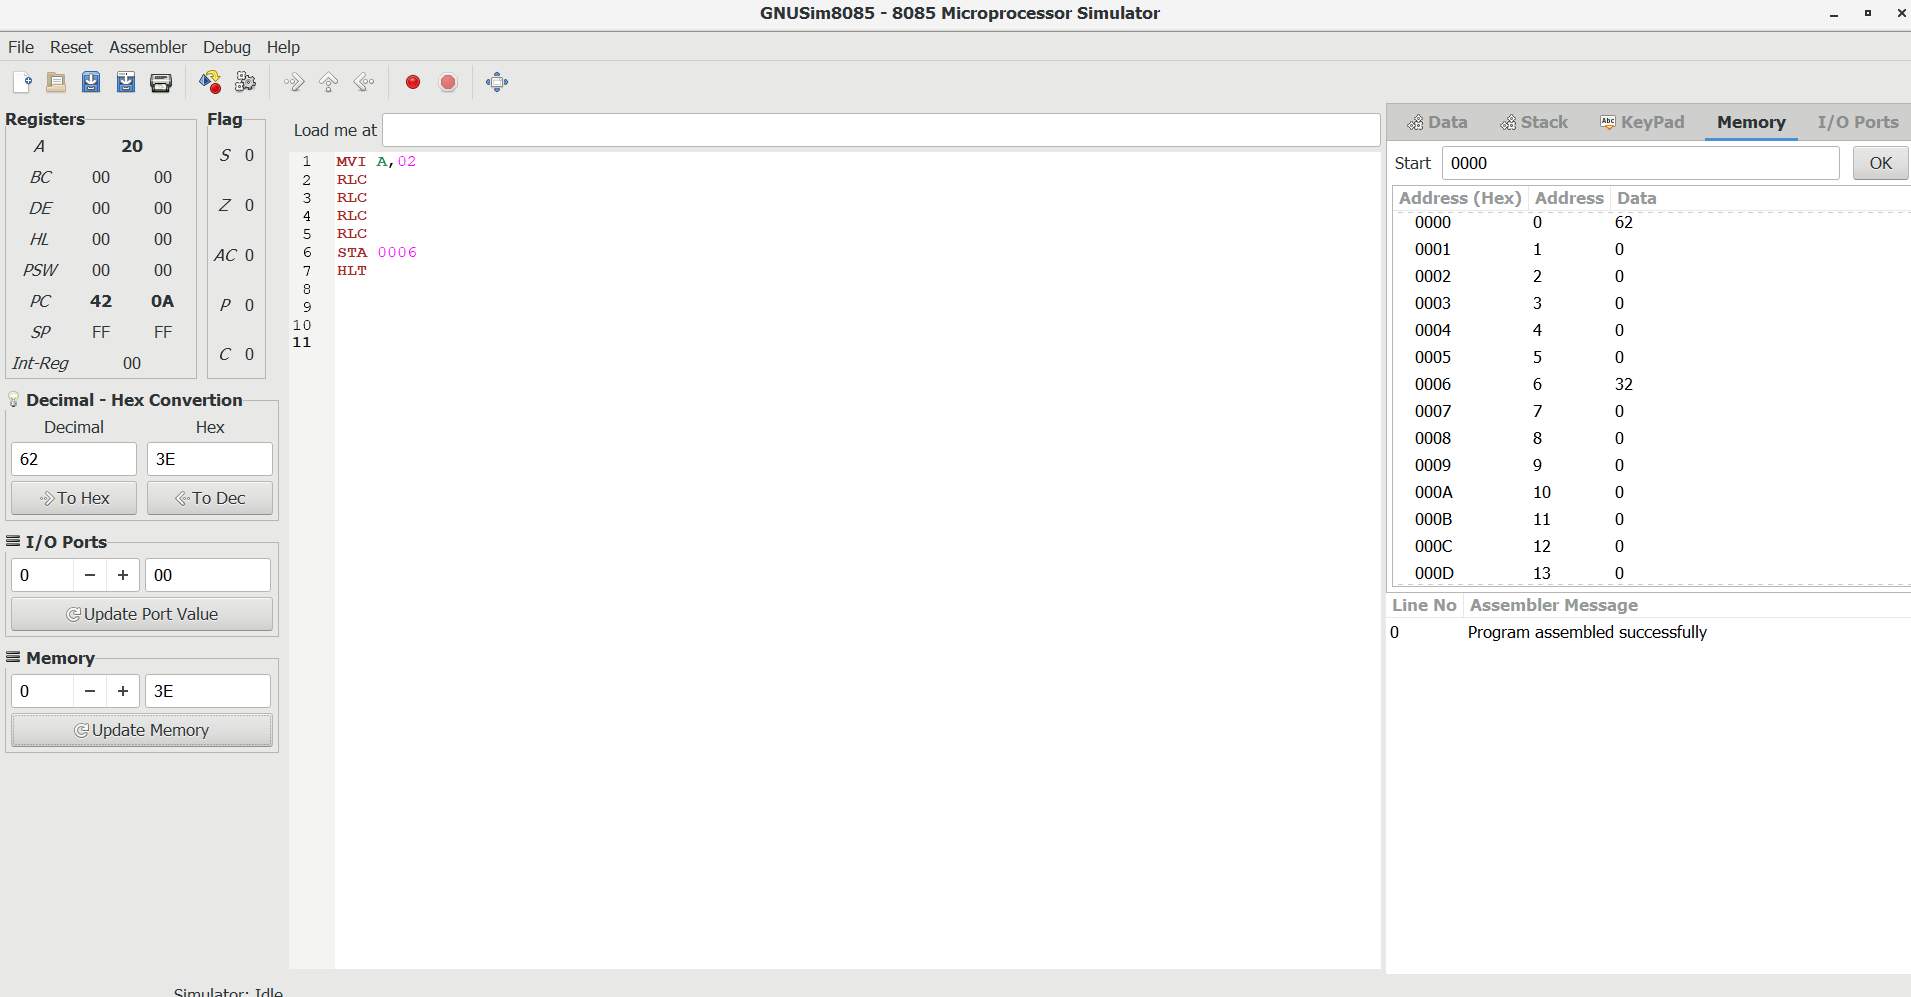 GNUSim8085 - 8085 Microprocessor Simulator
File Reset Assembler Debug Help
Registers
A 20
BC 00 00
DE 00 00
HL 00 00
PSW 00 00
PC 42 0A
SP FF FF
Int-Reg 00
Flag
S 0
Z 0
AC 0
P 0
C 0
Decimal - Hex Convertion
Decimal Hex
62 3E
To Hex To Dec
I/O Ports
0 − + 00
Update Port Value
Memory
0 − + 3E
Update Memory
Load me at
1 MVI A,02
2 RLC
3 RLC
4 RLC
5 RLC
6 STA 0006
7 HLT
8
9
10
11
Data Stack Abc KeyPad Memory I/O Ports
Start 0000 OK
Address (Hex) Address Data
0000 0 62
0001 1 0
0002 2 0
0003 3 0
0004 4 0
0005 5 0
0006 6 32
0007 7 0
0008 8 0
0009 9 0
000A 10 0
000B 11 0
000C 12 0
000D 13 0
Line No Assembler Message
0 Program assembled successfully
Simulator: Idle